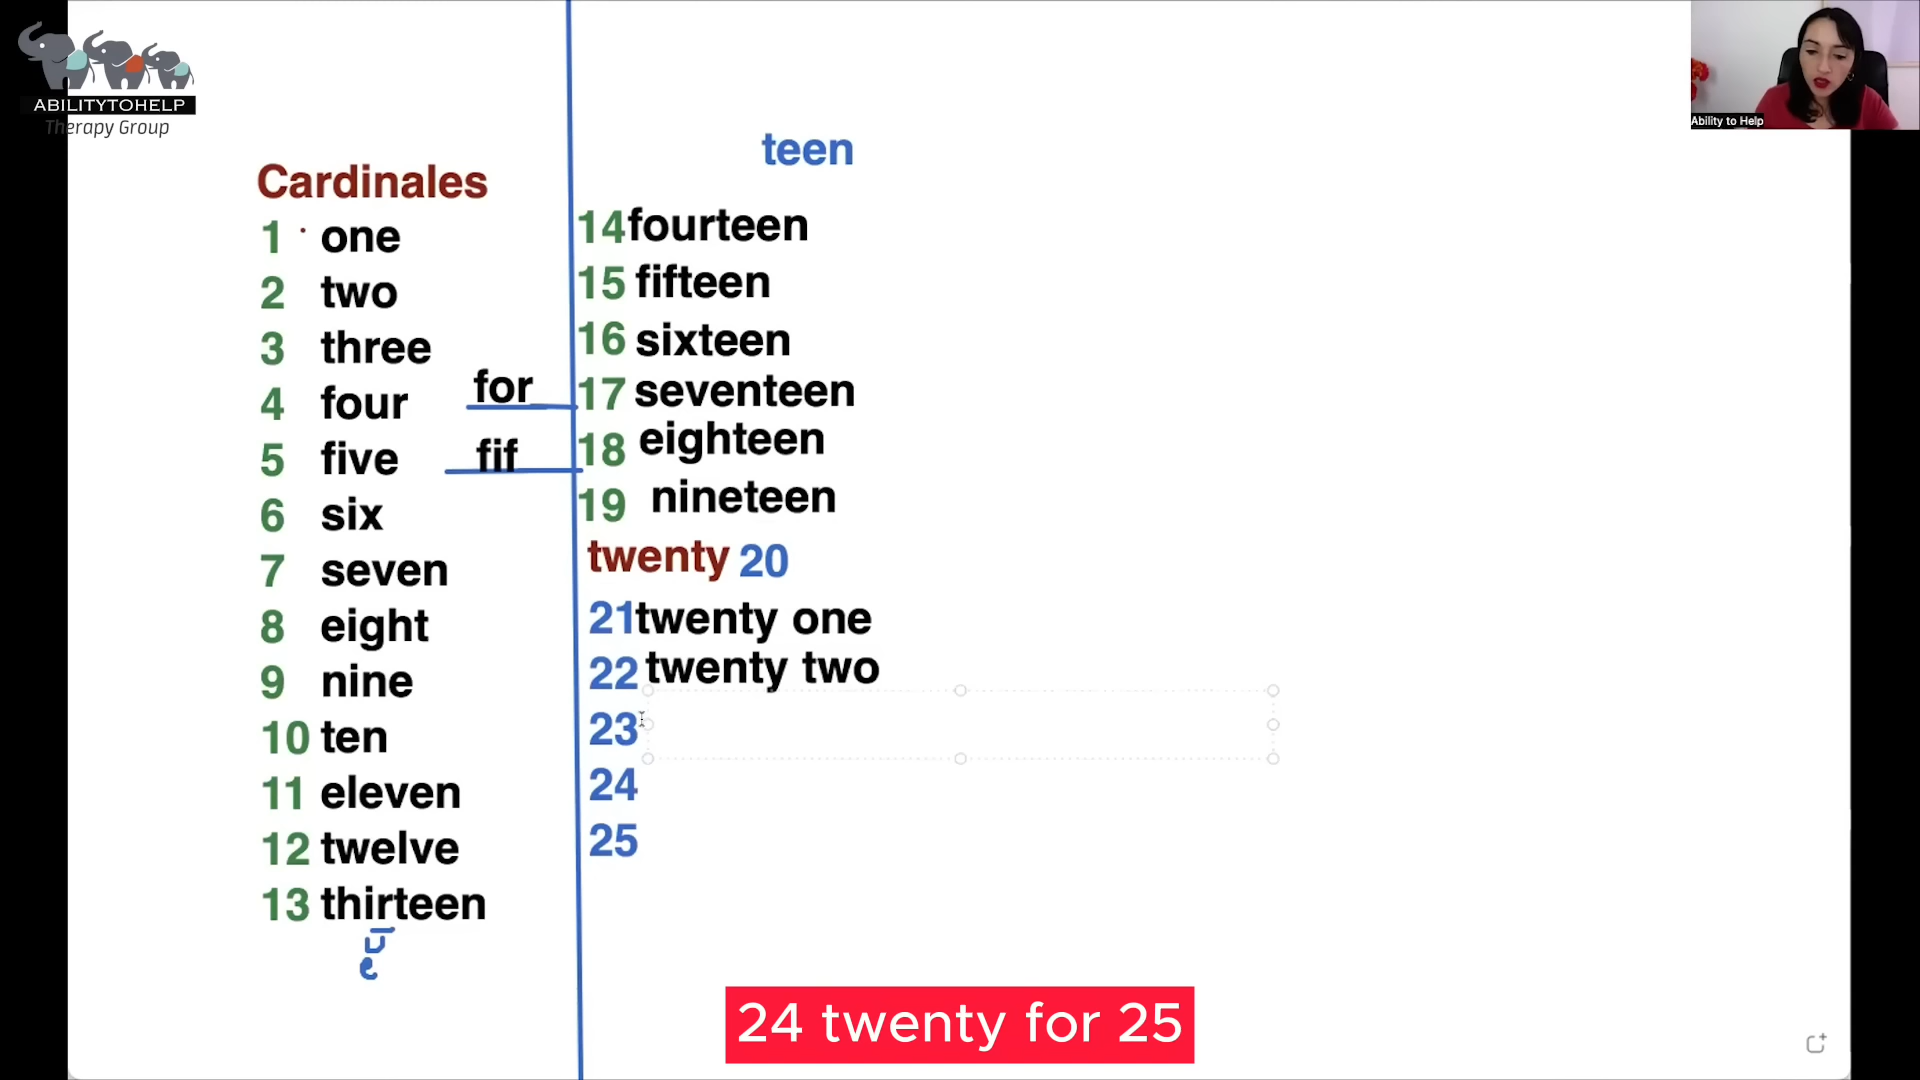 ABILITYTOHELP
Therapy Group
Ability to Help
Cardinales
1 one
2 two
3 three
4 four for
5 five fif
6 six
7 seven
8 eight
9 nine
10 ten
11 eleven
12 twelve
13 thirteen
u
e
teen
14 fourteen
15 fifteen
16 sixteen
17 seventeen
18 eighteen
19 nineteen
twenty 20
21 twenty one
22 twenty two
23
24
25
24 twenty for 25